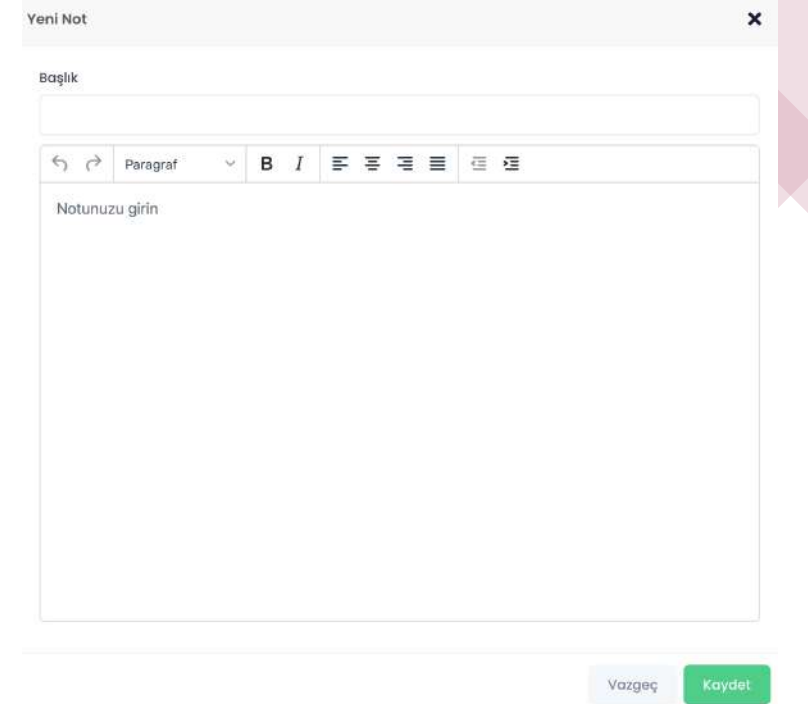 Yeni Not
Başlık
Paragraf B I
Notunuzu girin
Vazgeç Kaydet